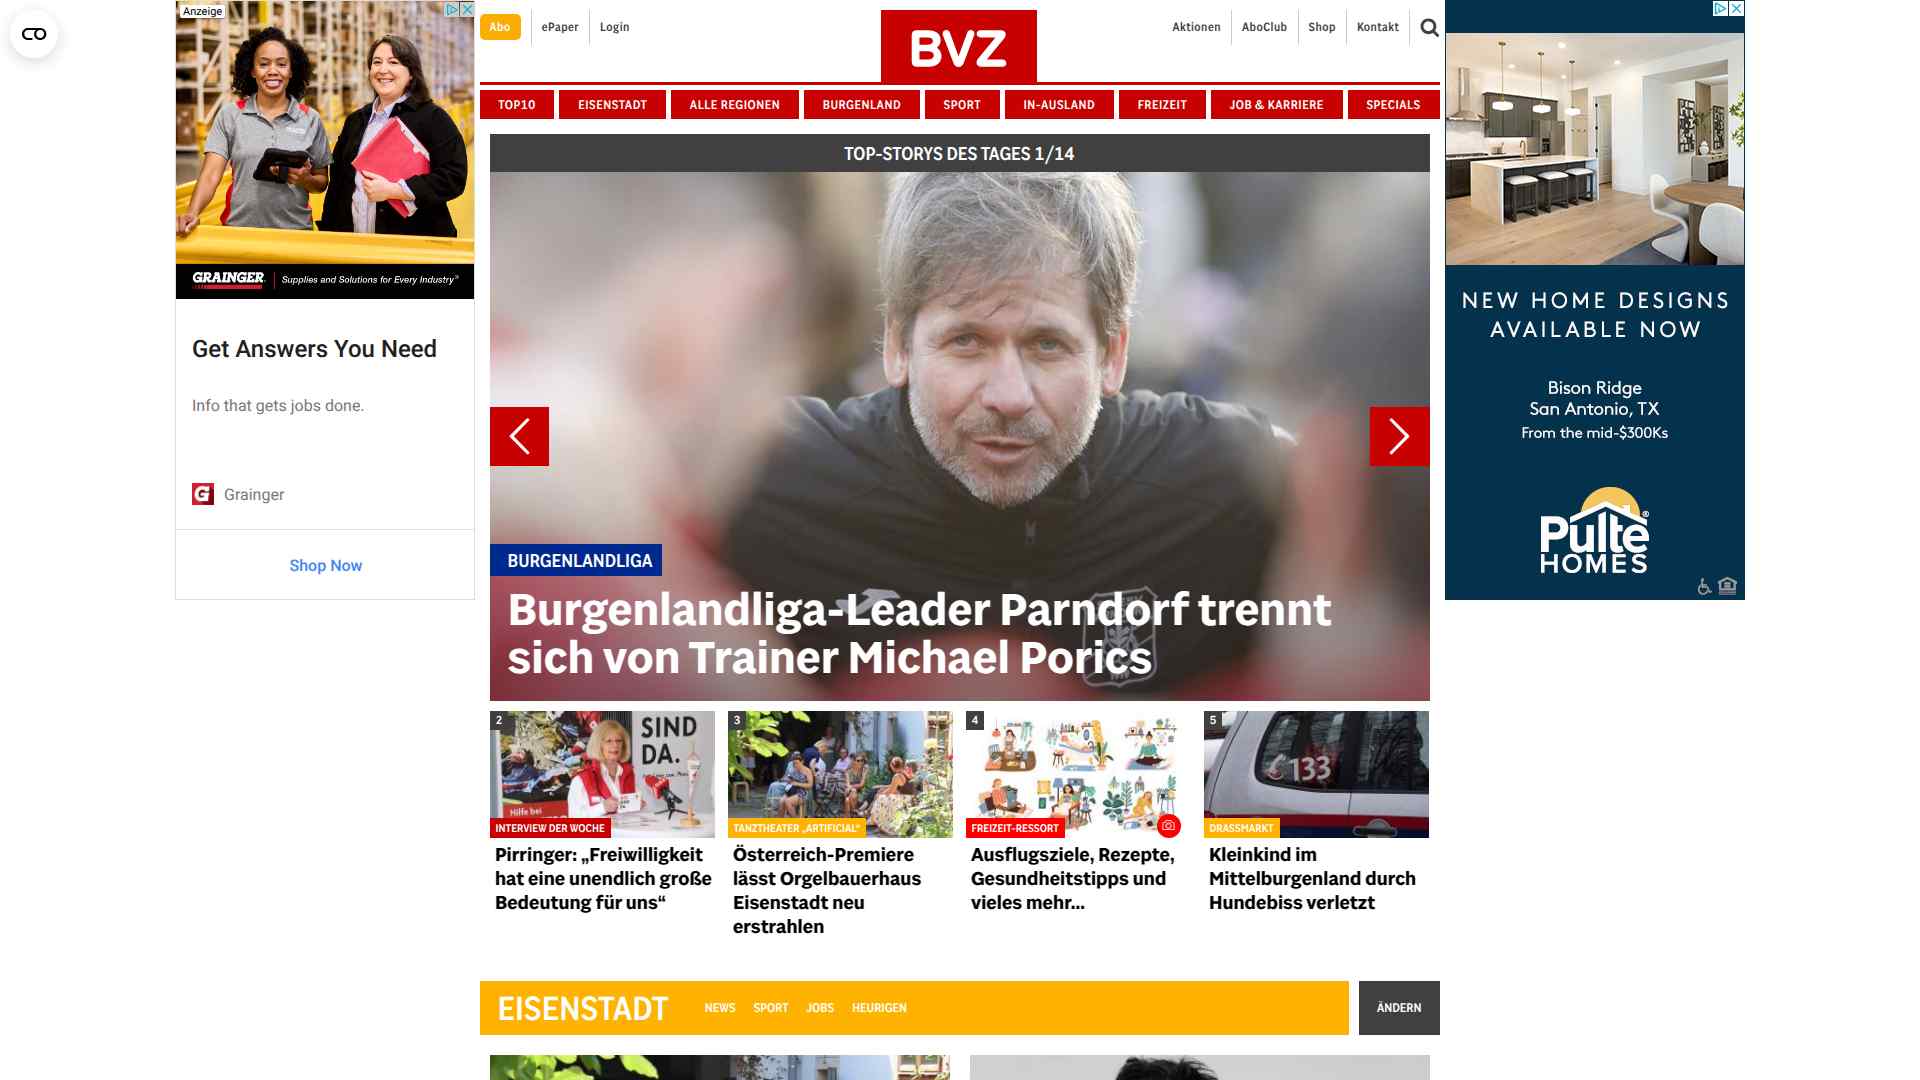 Anzeige
GRAINGER
Supplies and Solutions for Every Industry
Get Answers You Need
Info that gets jobs done.
Grainger
Shop Now
Abo
ePaper
Login
BVZ
Aktionen
AboClub
Shop
Kontakt
TOP10
EISENSTADT
ALLE REGIONEN
BURGENLAND
SPORT
IN-AUSLAND
FREIZEIT
JOB & KARRIERE
SPECIALS
TOP-STORYS DES TAGES 1/14
BURGENLANDLIGA
Burgenlandliga-Leader Parndorf trennt
sich von Trainer Michael Porics
2
SIND
DA.
Hilfe bei
INTERVIEW DER WOCHE
Pirringer: „Freiwilligkeit
hat eine unendlich große
Bedeutung für uns“
3
TANZTHEATER „ARTIFICIAL“
Österreich-Premiere
lässt Orgelbauerhaus
Eisenstadt neu
erstrahlen
4
FREIZEIT-RESSORT
Ausflugsziele, Rezepte,
Gesundheitstipps und
vieles mehr...
5
133
DRASSMARKT
Kleinkind im
Mittelburgenland durch
Hundebiss verletzt
EISENSTADT
NEWS
SPORT
JOBS
HEURIGEN
ÄNDERN
NEW HOME DESIGNS
AVAILABLE NOW
Bison Ridge
San Antonio, TX
From the mid-$300Ks
Pulte®
HOMES